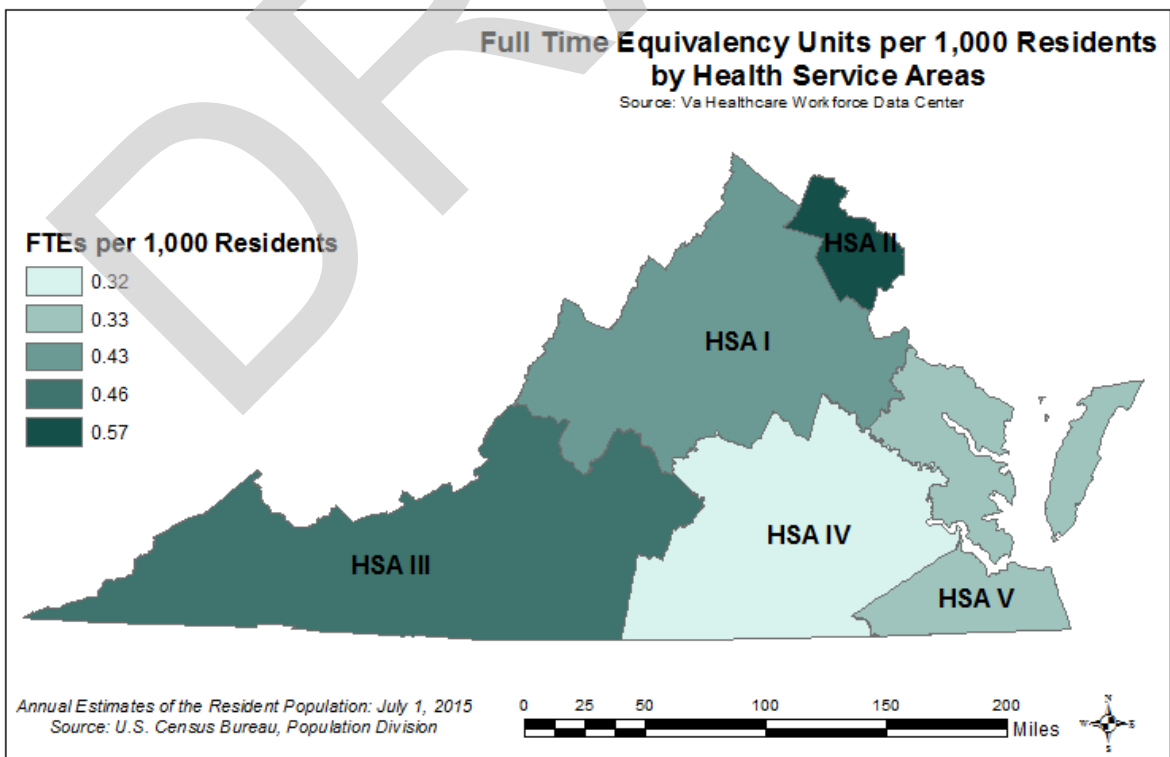 Full Time Equivalency Units per 1,000 Residents
by Health Service Areas
Source: Va Healthcare Workforce Data Center
FTEs per 1,000 Residents
0.32
0.33
0.43
0.46
0.57
HSA II
HSA I
HSA IV
HSA III
HSA V
Annual Estimates of the Resident Population: July 1, 2015
Source: U.S. Census Bureau, Population Division
0 25 50 100 150 200
Miles
N
W E
S
DR